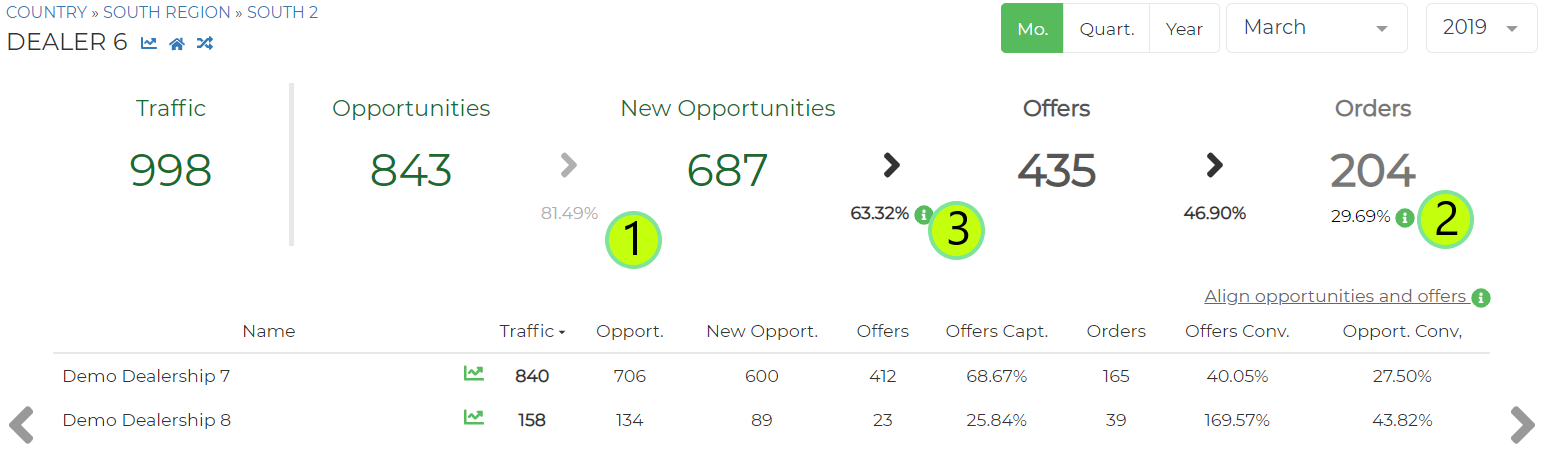 COUNTRY » SOUTH REGION » SOUTH 2
DEALER 6
Mo. Quart. Year March 2019
Traffic Opportunities New Opportunities Offers Orders
998 843 687 435 204
81.49% 63.32% 46.90% 29.69%
1 3 2
Align opportunities and offers
Name Traffic Opport. New Opport. Offers Offers Capt. Orders Offers Conv. Opport. Conv,
Demo Dealership 7 840 706 600 412 68.67% 165 40.05% 27.50%
Demo Dealership 8 158 134 89 23 25.84% 39 169.57% 43.82%